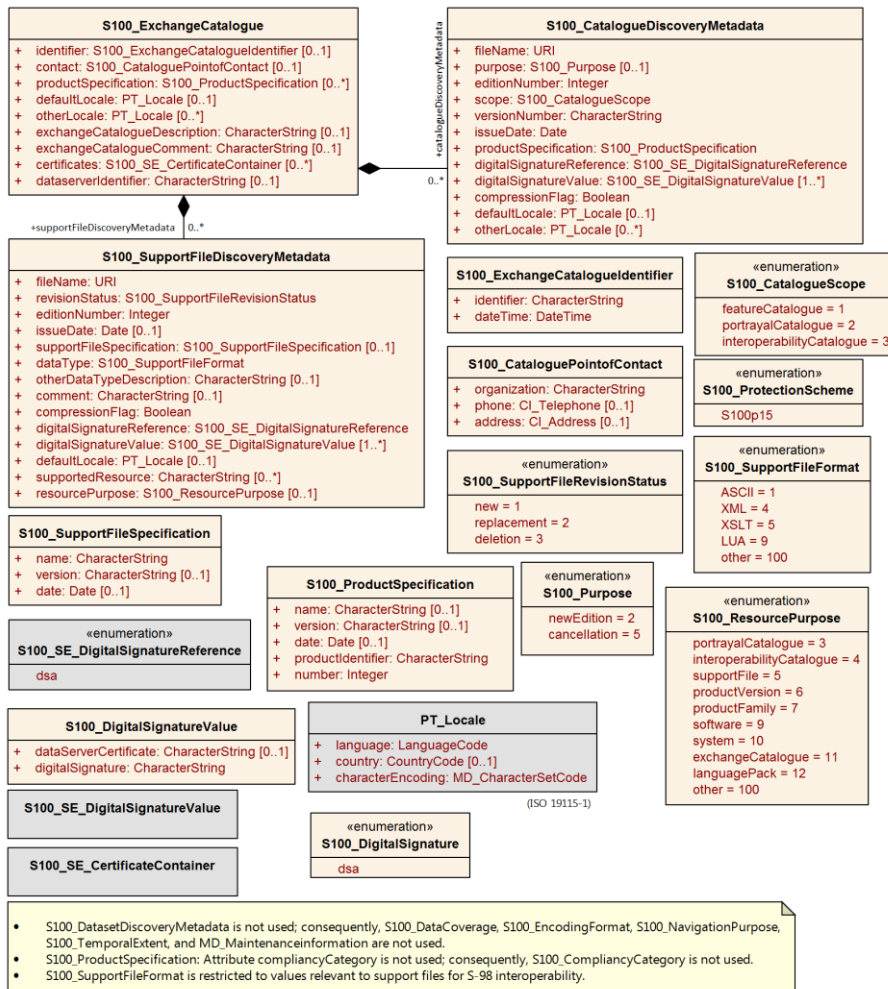 S100_ExchangeCatalogue
+ identifier: S100_ExchangeCatalogueIdentifier [0..1]
+ contact: S100_CataloguePointofContact [0..1]
+ productSpecification: S100_ProductSpecification [0..*]
+ defaultLocale: PT_Locale [0..1]
+ otherLocale: PT_Locale [0..*]
+ exchangeCatalogueDescription: CharacterString [0..1]
+ exchangeCatalogueComment: CharacterString [0..1]
+ certificates: S100_SE_CertificateContainer [0..*]
+ dataserverIdentifier: CharacterString [0..1]
+catalogueDiscoveryMetadata
0..*
S100_CatalogueDiscoveryMetadata
+ fileName: URI
+ purpose: S100_Purpose [0..1]
+ editionNumber: Integer
+ scope: S100_CatalogueScope
+ versionNumber: CharacterString
+ issueDate: Date
+ productSpecification: S100_ProductSpecification
+ digitalSignatureReference: S100_SE_DigitalSignatureReference
+ digitalSignatureValue: S100_SE_DigitalSignatureValue [1..*]
+ compressionFlag: Boolean
+ defaultLocale: PT_Locale [0..1]
+ otherLocale: PT_Locale [0..*]
+supportFileDiscoveryMetadata 0..*
S100_SupportFileDiscoveryMetadata
+ fileName: URI
+ revisionStatus: S100_SupportFileRevisionStatus
+ editionNumber: Integer
+ issueDate: Date [0..1]
+ supportFileSpecification: S100_SupportFileSpecification [0..1]
+ dataType: S100_SupportFileFormat
+ otherDataTypeDescription: CharacterString [0..1]
+ comment: CharacterString [0..1]
+ compressionFlag: Boolean
+ digitalSignatureReference: S100_SE_DigitalSignatureReference
+ digitalSignatureValue: S100_SE_DigitalSignatureValue [1..*]
+ defaultLocale: PT_Locale [0..1]
+ supportedResource: CharacterString [0..*]
+ resourcePurpose: S100_ResourcePurpose [0..1]
S100_ExchangeCatalogueIdentifier
+ identifier: CharacterString
+ dateTime: DateTime
«enumeration»
S100_CatalogueScope
featureCatalogue = 1
portrayalCatalogue = 2
interoperabilityCatalogue = 3
S100_CataloguePointofContact
+ organization: CharacterString
+ phone: CI_Telephone [0..1]
+ address: CI_Address [0..1]
«enumeration»
S100_ProtectionScheme
S100p15
«enumeration»
S100_SupportFileRevisionStatus
new = 1
replacement = 2
deletion = 3
«enumeration»
S100_SupportFileFormat
ASCII = 1
XML = 4
XSLT = 5
LUA = 9
other = 100
S100_SupportFileSpecification
+ name: CharacterString
+ version: CharacterString [0..1]
+ date: Date [0..1]
S100_ProductSpecification
+ name: CharacterString [0..1]
+ version: CharacterString [0..1]
+ date: Date [0..1]
+ productIdentifier: CharacterString
+ number: Integer
«enumeration»
S100_Purpose
newEdition = 2
cancellation = 5
«enumeration»
S100_ResourcePurpose
portrayalCatalogue = 3
interoperabilityCatalogue = 4
supportFile = 5
productVersion = 6
productFamily = 7
software = 9
system = 10
exchangeCatalogue = 11
languagePack = 12
other = 100
«enumeration»
S100_SE_DigitalSignatureReference
dsa
S100_DigitalSignatureValue
+ dataServerCertificate: CharacterString [0..1]
+ digitalSignature: CharacterString
PT_Locale
+ language: LanguageCode
+ country: CountryCode [0..1]
+ characterEncoding: MD_CharacterSetCode
(ISO 19115-1)
S100_SE_DigitalSignatureValue
S100_SE_CertificateContainer
«enumeration»
S100_DigitalSignature
dsa
• S100_DatasetDiscoveryMetadata is not used; consequently, S100_DataCoverage, S100_EncodingFormat, S100_NavigationPurpose,
S100_TemporalExtent, and MD_Maintenanceinformation are not used.
• S100_ProductSpecification: Attribute compliancyCategory is not used; consequently, S100_CompliancyCategory is not used.
• S100_SupportFileFormat is restricted to values relevant to support files for S-98 interoperability.